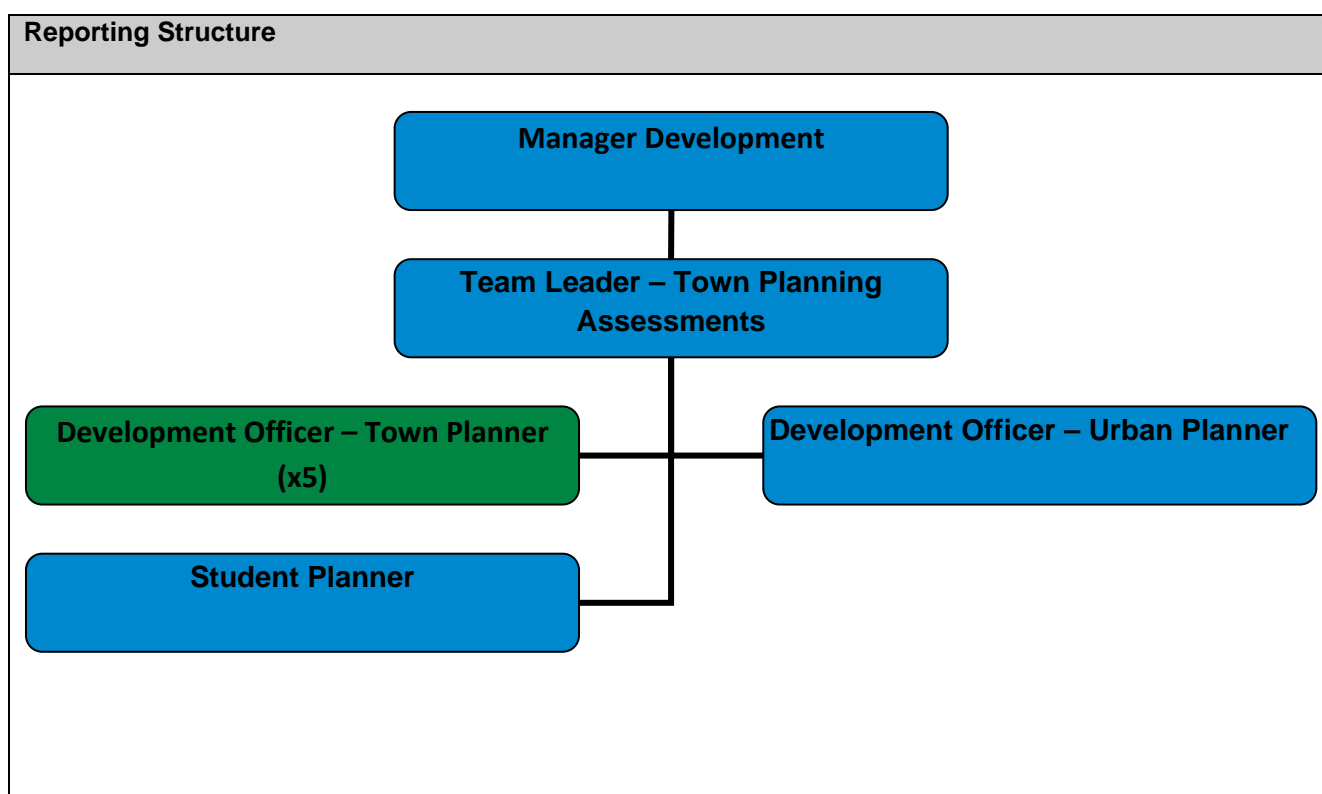 Reporting Structure
Manager Development
Team Leader – Town Planning
Assessments
Development Officer – Town Planner
(x5)
Development Officer – Urban Planner
Student Planner